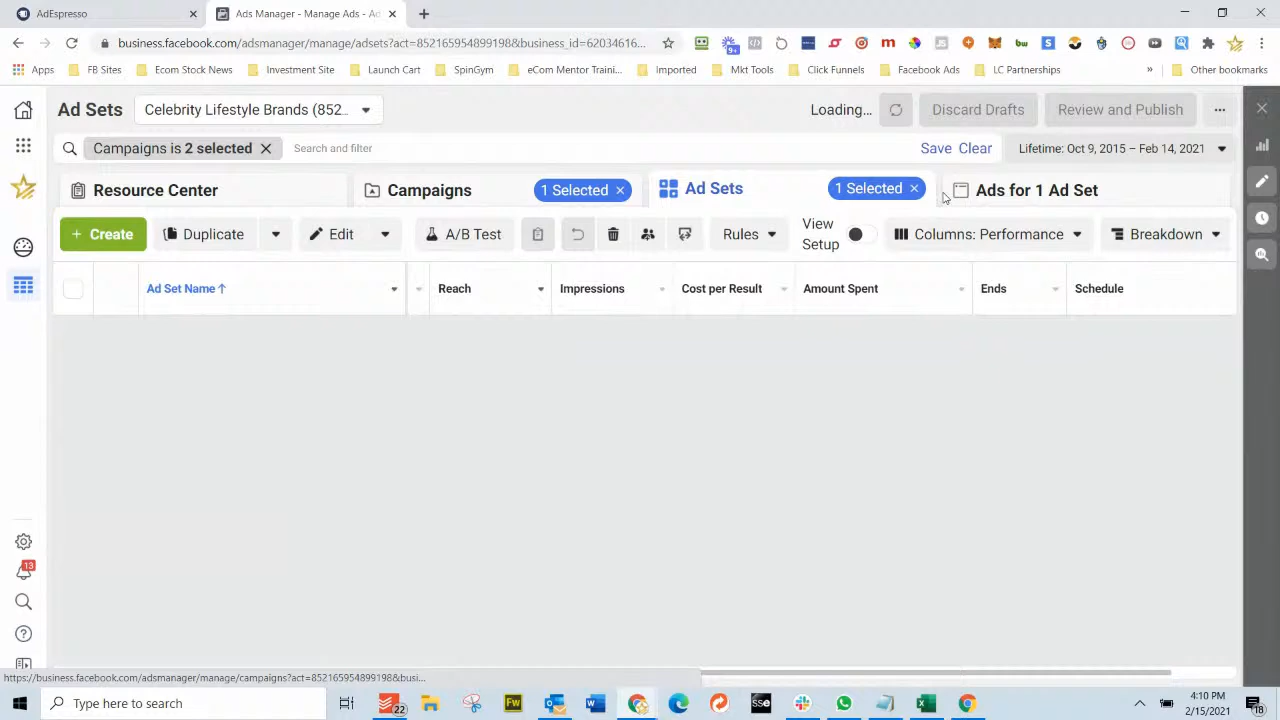 AdEspresso
Ads Manager - Manage Ads - Ad
business.facebook.com/adsmanager/manage/adsets?act=852165954899198&business_id=62034616...
9+
JS
m
bw
S
Apps
FB Sites
Ecom Stock News
Investment Site
Launch Cart
SpinGym
eCom Mentor Traini...
Imported
Mkt Tools
Click Funnels
Facebook Ads
LC Partnerships
»
Other bookmarks
Ad Sets
Celebrity Lifestyle Brands (852...
Loading...
Discard Drafts
Review and Publish
Campaigns is 2 selected
Search and filter
Save
Clear
Lifetime: Oct 9, 2015 – Feb 14, 2021
Resource Center
Campaigns
1 Selected
Ad Sets
1 Selected
Ads for 1 Ad Set
+ Create
Duplicate
Edit
A/B Test
Rules
View Setup
Columns: Performance
Breakdown
Ad Set Name
Reach
Impressions
Cost per Result
Amount Spent
Ends
Schedule
13
https://business.facebook.com/adsmanager/manage/campaigns?act=852165954899198&busi...
Type here to search
22
Fw
sse
4:10 PM
2/15/2021
18